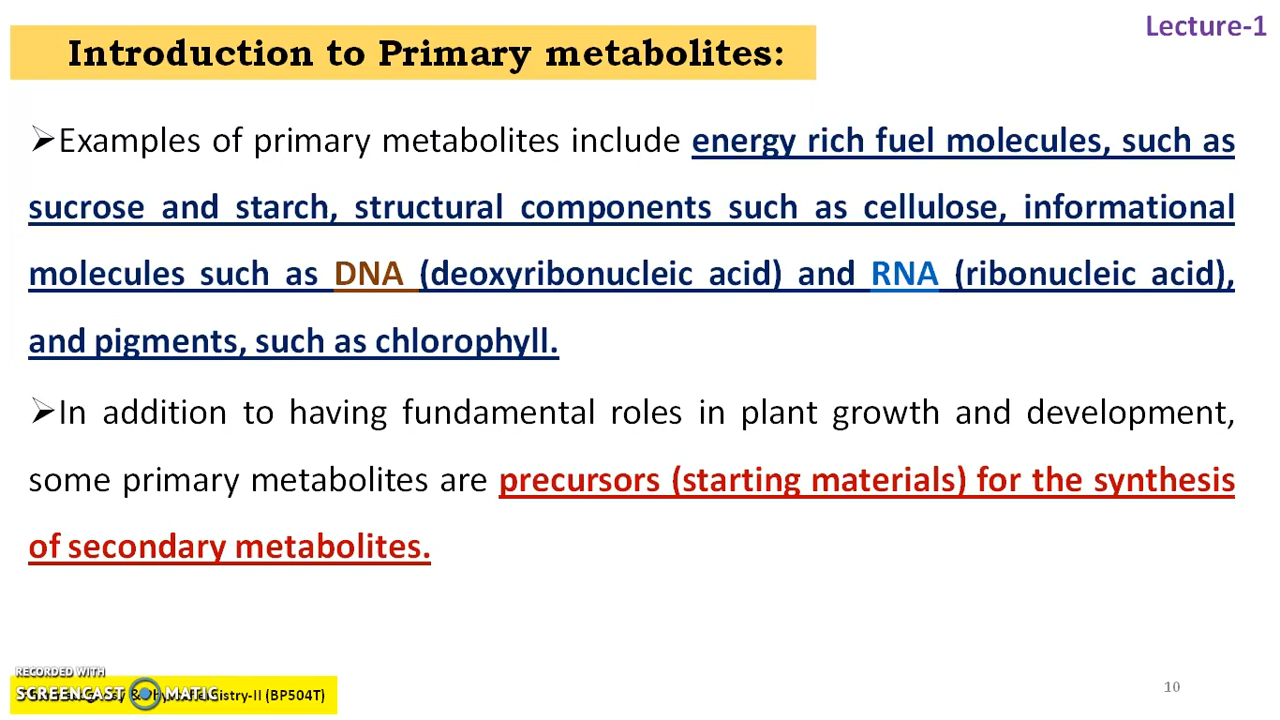 Lecture-1
Introduction to Primary metabolites:
➢Examples of primary metabolites include energy rich fuel molecules, such as
sucrose and starch, structural components such as cellulose, informational
molecules such as DNA (deoxyribonucleic acid) and RNA (ribonucleic acid),
and pigments, such as chlorophyll.
➢In addition to having fundamental roles in plant growth and development,
some primary metabolites are precursors (starting materials) for the synthesis
of secondary metabolites.
RECORDED WITH
SCREENCAST MATIC
(BP504T)
10